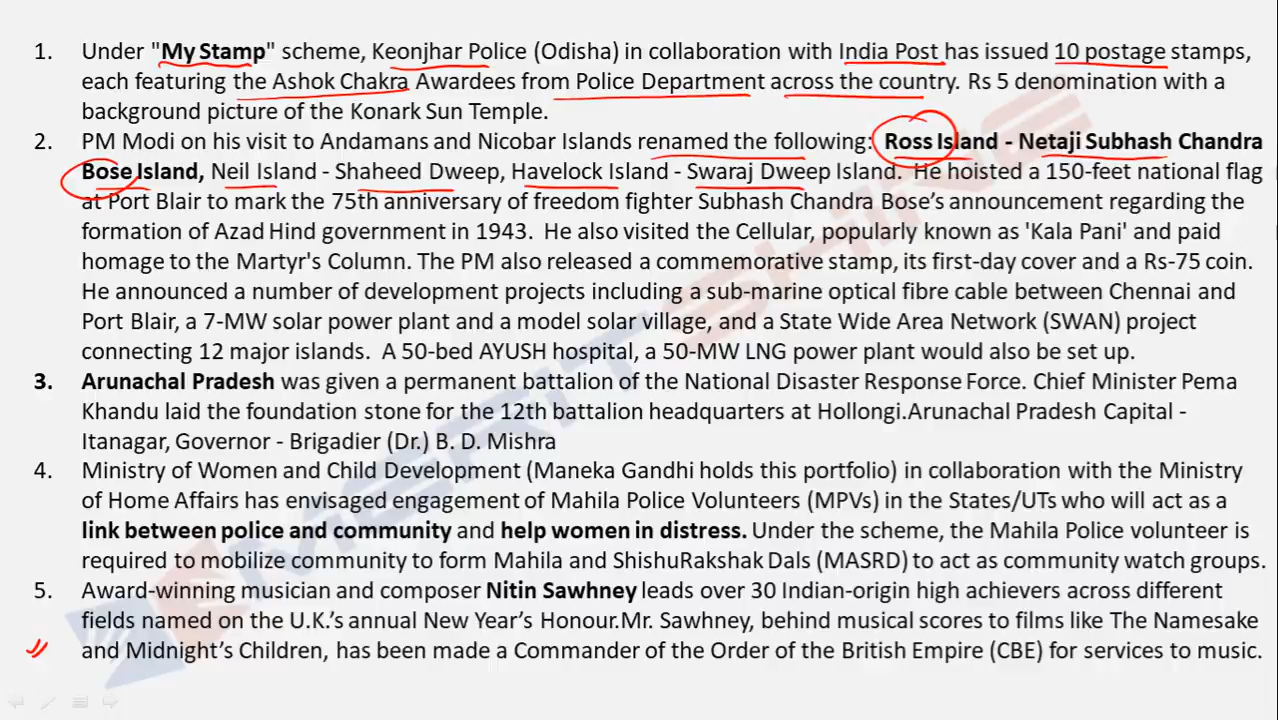 1. Under "My Stamp" scheme, Keonjhar Police (Odisha) in collaboration with India Post has issued 10 postage stamps,
each featuring the Ashok Chakra Awardees from Police Department across the country. Rs 5 denomination with a
background picture of the Konark Sun Temple.
2. PM Modi on his visit to Andamans and Nicobar Islands renamed the following: Ross Island - Netaji Subhash Chandra
Bose Island, Neil Island - Shaheed Dweep, Havelock Island - Swaraj Dweep Island. He hoisted a 150-feet national flag
at Port Blair to mark the 75th anniversary of freedom fighter Subhash Chandra Bose's announcement regarding the
formation of Azad Hind government in 1943. He also visited the Cellular, popularly known as 'Kala Pani' and paid
homage to the Martyr's Column. The PM also released a commemorative stamp, its first-day cover and a Rs-75 coin.
He announced a number of development projects including a sub-marine optical fibre cable between Chennai and
Port Blair, a 7-MW solar power plant and a model solar village, and a State Wide Area Network (SWAN) project
connecting 12 major islands. A 50-bed AYUSH hospital, a 50-MW LNG power plant would also be set up.
3. Arunachal Pradesh was given a permanent battalion of the National Disaster Response Force. Chief Minister Pema
Khandu laid the foundation stone for the 12th battalion headquarters at Hollongi.Arunachal Pradesh Capital -
Itanagar, Governor - Brigadier (Dr.) B. D. Mishra
4. Ministry of Women and Child Development (Maneka Gandhi holds this portfolio) in collaboration with the Ministry
of Home Affairs has envisaged engagement of Mahila Police Volunteers (MPVs) in the States/UTs who will act as a
link between police and community and help women in distress. Under the scheme, the Mahila Police volunteer is
required to mobilize community to form Mahila and ShishuRakshak Dals (MASRD) to act as community watch groups.
5. Award-winning musician and composer Nitin Sawhney leads over 30 Indian-origin high achievers across different
fields named on the U.K.'s annual New Year's Honour.Mr. Sawhney, behind musical scores to films like The Namesake
and Midnight's Children, has been made a Commander of the Order of the British Empire (CBE) for services to music.
MERITSHINE